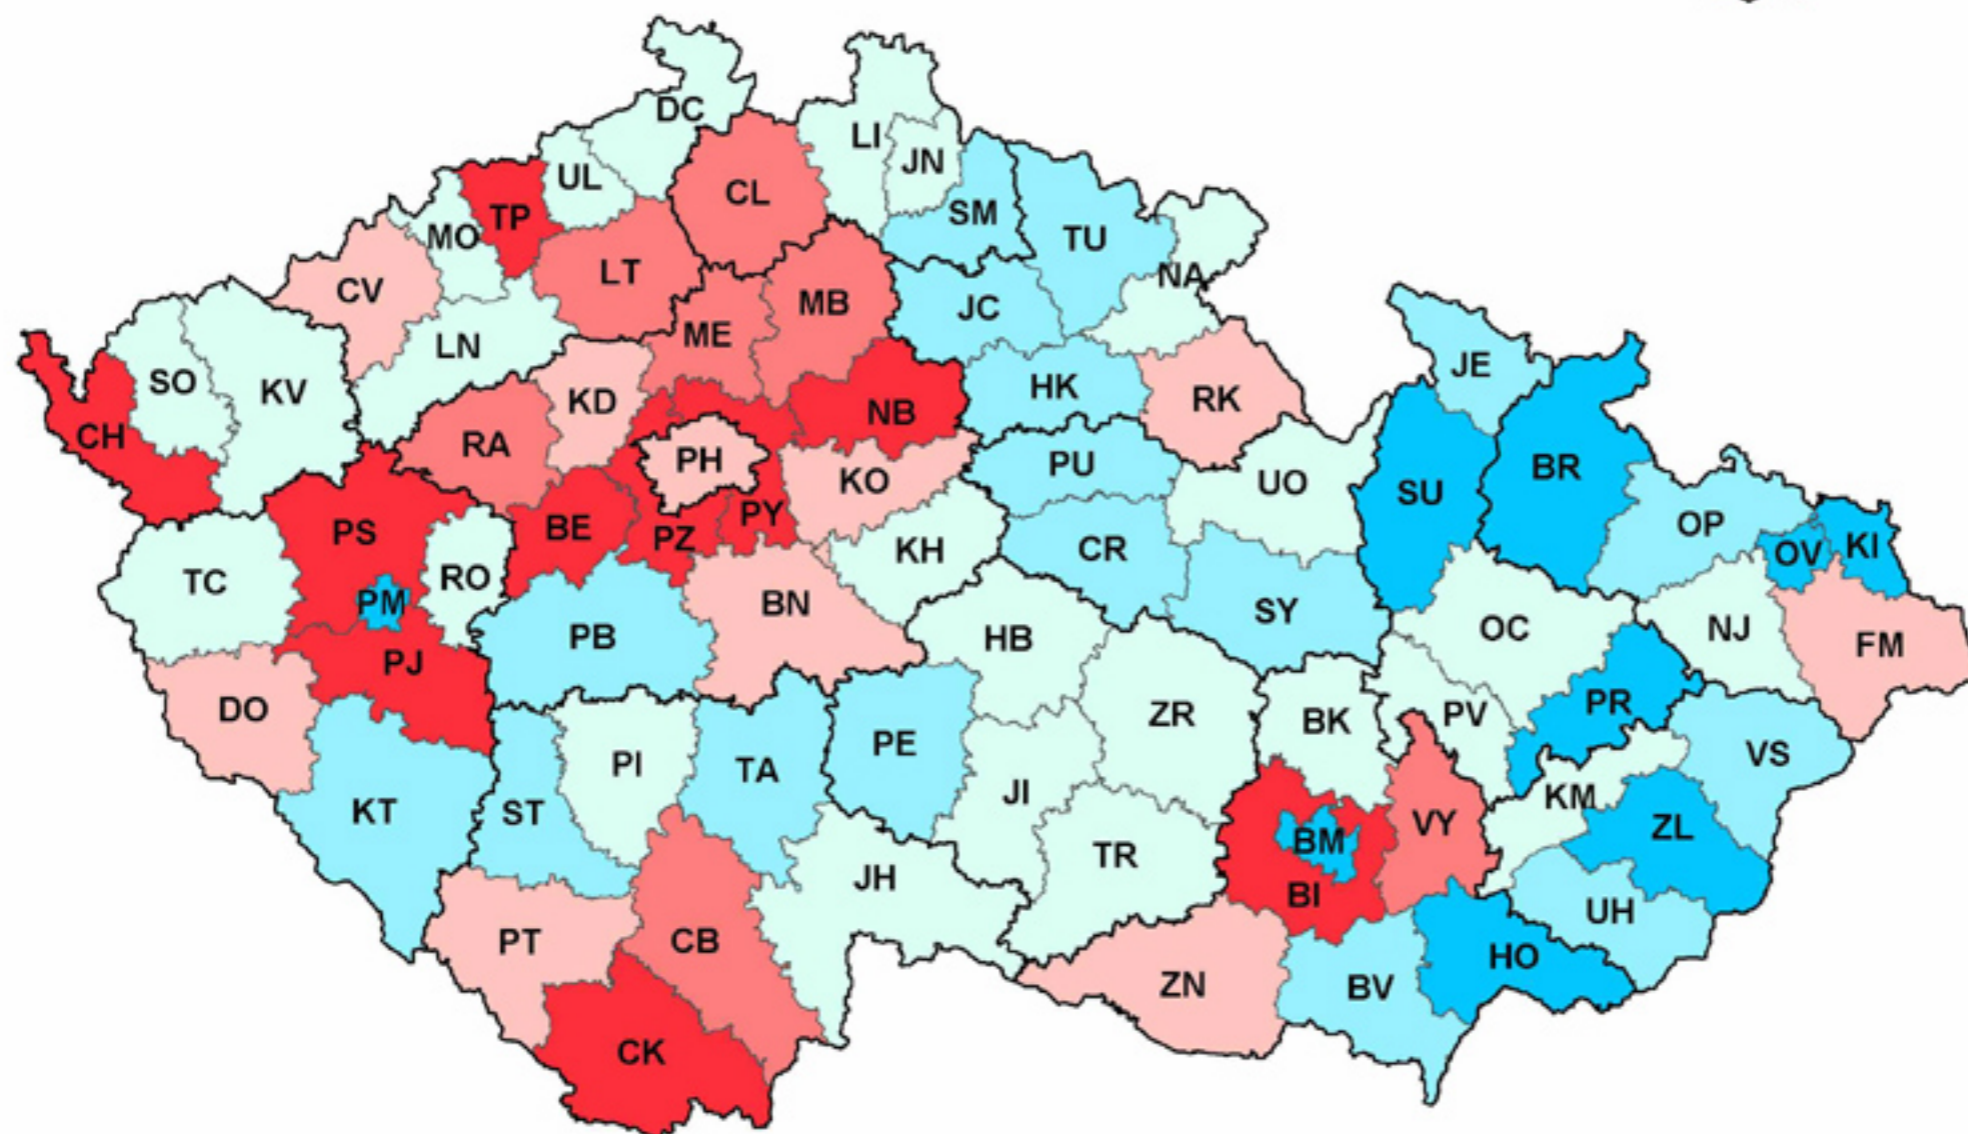 DC
LI
JN
UL
CL
TP
SM
MO
TU
LT
NA
CV
MB
JC
ME
LN
JE
SO
KV
HK
KD
RK
NB
CH
RA
PH
PU
BR
KO
UO
SU
PY
PS
BE
PZ
OP
KI
KH
CR
OV
TC
RO
PM
BN
SY
PB
HB
OC
NJ
FM
PJ
PR
DO
ZR
BK
PV
PE
VS
PI
TA
JI
KM
KT
ST
VY
ZL
BM
TR
JH
BI
UH
PT
CB
HO
ZN
BV
CK